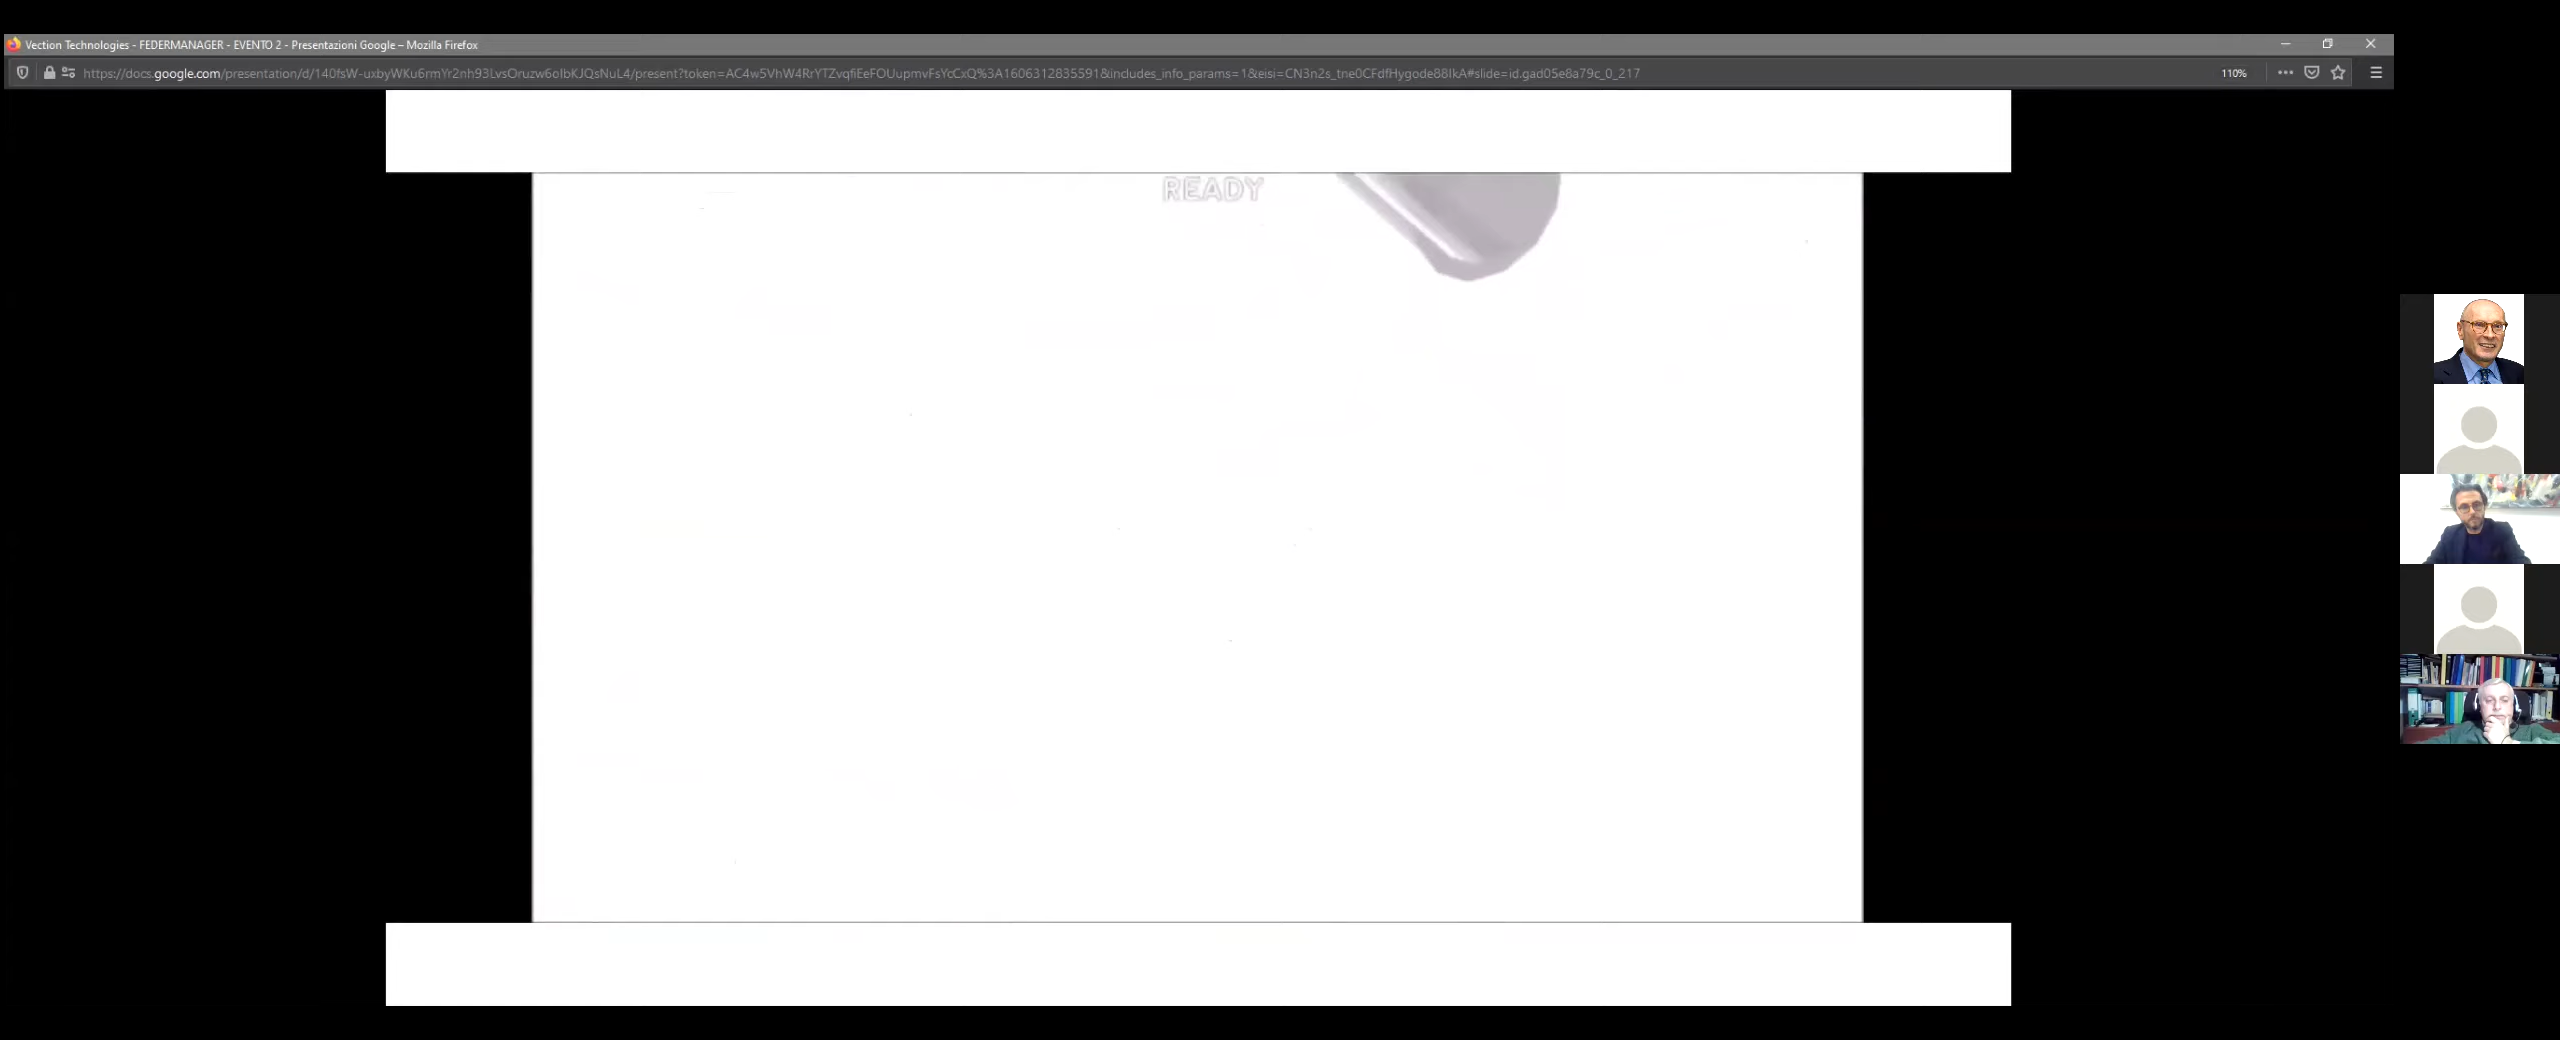 Vection Technologies - FEDERMANAGER - EVENTO 2 - Presentazioni Google – Mozilla Firefox
https://docs.google.com/presentation/d/140fsW-uxbyWKu6rmYr2nh93LvsOruzw6oIbKJQsNuL4/present?token=AC4w5VhW4RrYTZvqfiEeFOUupmvFsYcCxQ%3A1606312835591&includes_info_params=1&eisi=CN3n2s_tne0CFdfHygode88IkA#slide=id.gad05e8a79c_0_217
110%
READY